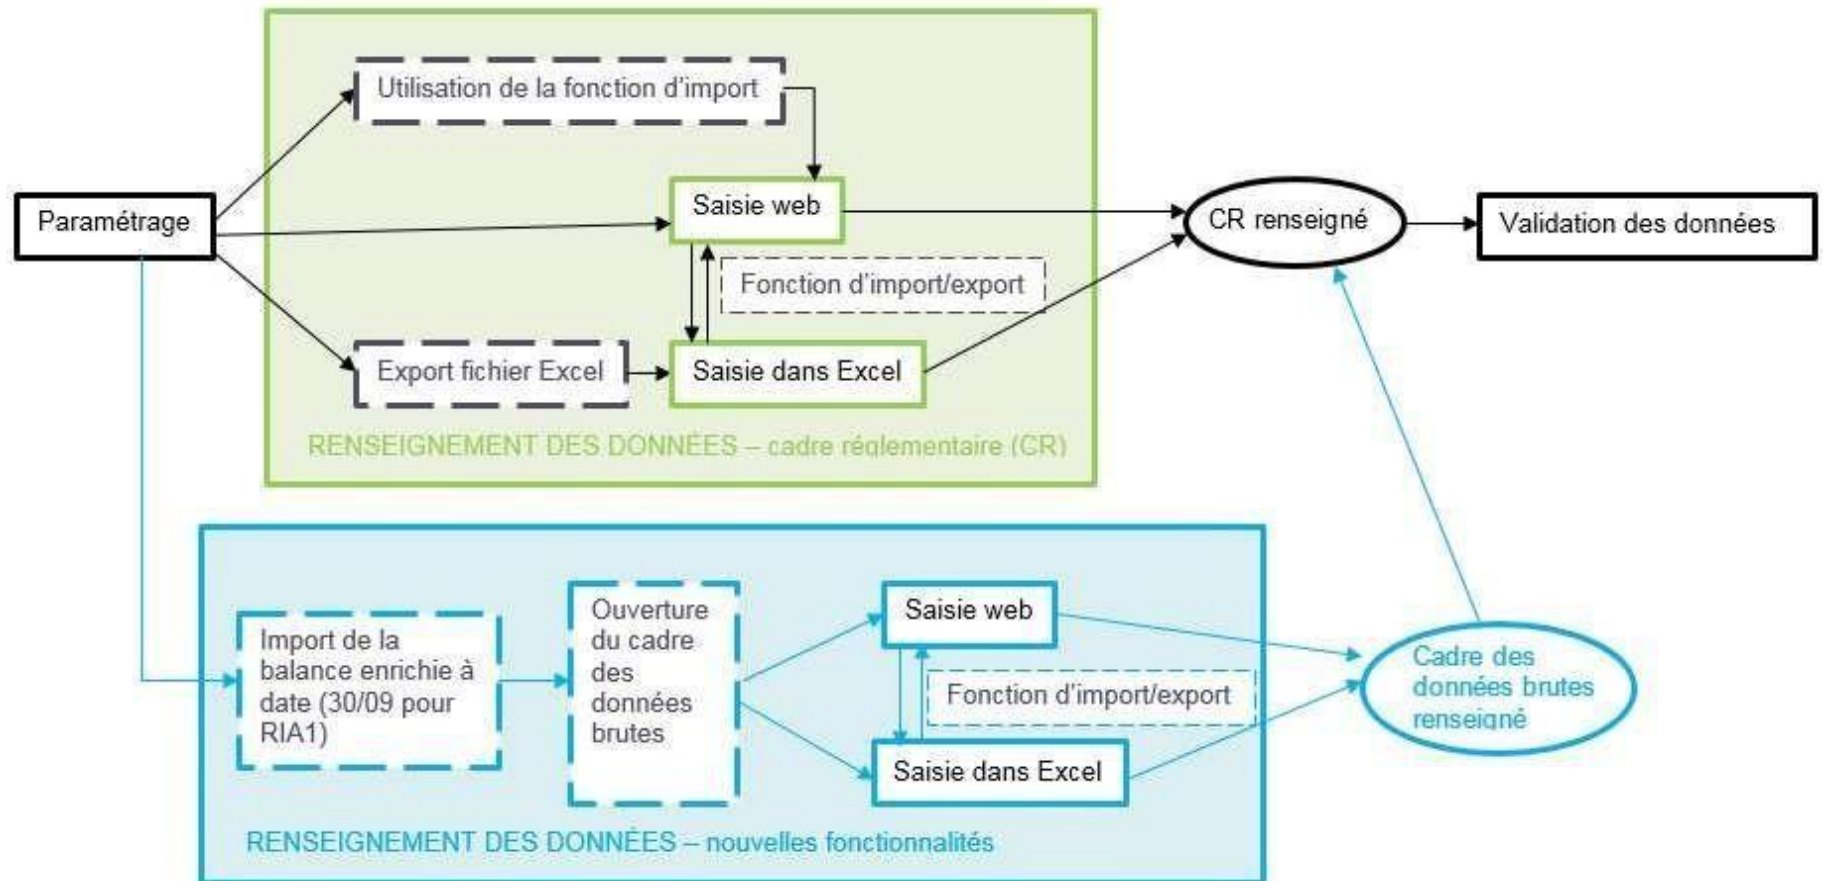 Utilisation de la fonction d'import
Paramétrage
Saisie web
CR renseigné
Validation des données
Fonction d'import/export
Export fichier Excel
Saisie dans Excel
RENSEIGNEMENT DES DONNÉES – cadre réglementaire (CR)
Import de la
balance enrichie à
date (30/09 pour
RIA1)
Ouverture
du cadre
des
données
brutes
Saisie web
Fonction d'import/export
Saisie dans Excel
Cadre des
données brutes
renseigné
RENSEIGNEMENT DES DONNÉES – nouvelles fonctionnalités